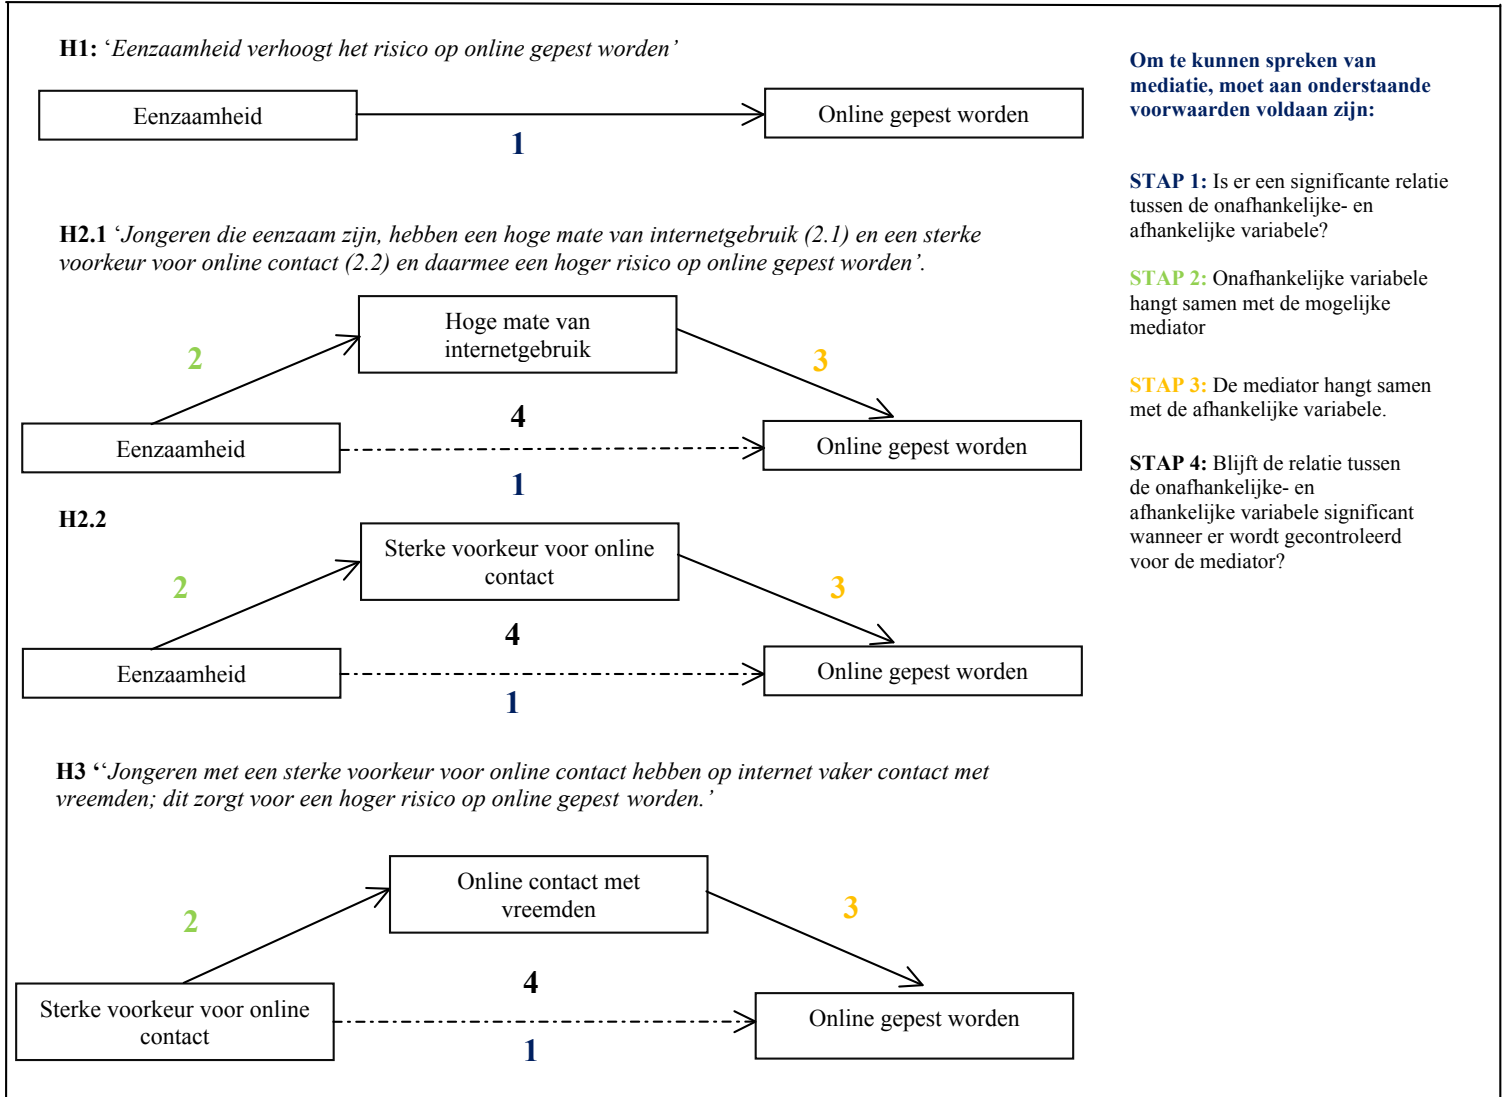 H1: ‘Eenzaamheid verhoogt het risico op online gepest worden’
Eenzaamheid
Online gepest worden
1
H2.1 ‘Jongeren die eenzaam zijn, hebben een hoge mate van internetgebruik (2.1) en een sterke
voorkeur voor online contact (2.2) en daarmee een hoger risico op online gepest worden’.
Hoge mate van
internetgebruik
2
3
4
Eenzaamheid
Online gepest worden
1
H2.2
Sterke voorkeur voor online
contact
2
3
4
Eenzaamheid
Online gepest worden
1
H3 ‘‘Jongeren met een sterke voorkeur voor online contact hebben op internet vaker contact met
vreemden; dit zorgt voor een hoger risico op online gepest worden.’
Online contact met
vreemden
2
3
4
Sterke voorkeur voor online
contact
Online gepest worden
1
Om te kunnen spreken van
mediatie, moet aan onderstaande
voorwaarden voldaan zijn:
STAP 1: Is er een significante relatie
tussen de onafhankelijke- en
afhankelijke variabele?
STAP 2: Onafhankelijke variabele
hangt samen met de mogelijke
mediator
STAP 3: De mediator hangt samen
met de afhankelijke variabele.
STAP 4: Blijft de relatie tussen
de onafhankelijke- en
afhankelijke variabele significant
wanneer er wordt gecontroleerd
voor de mediator?